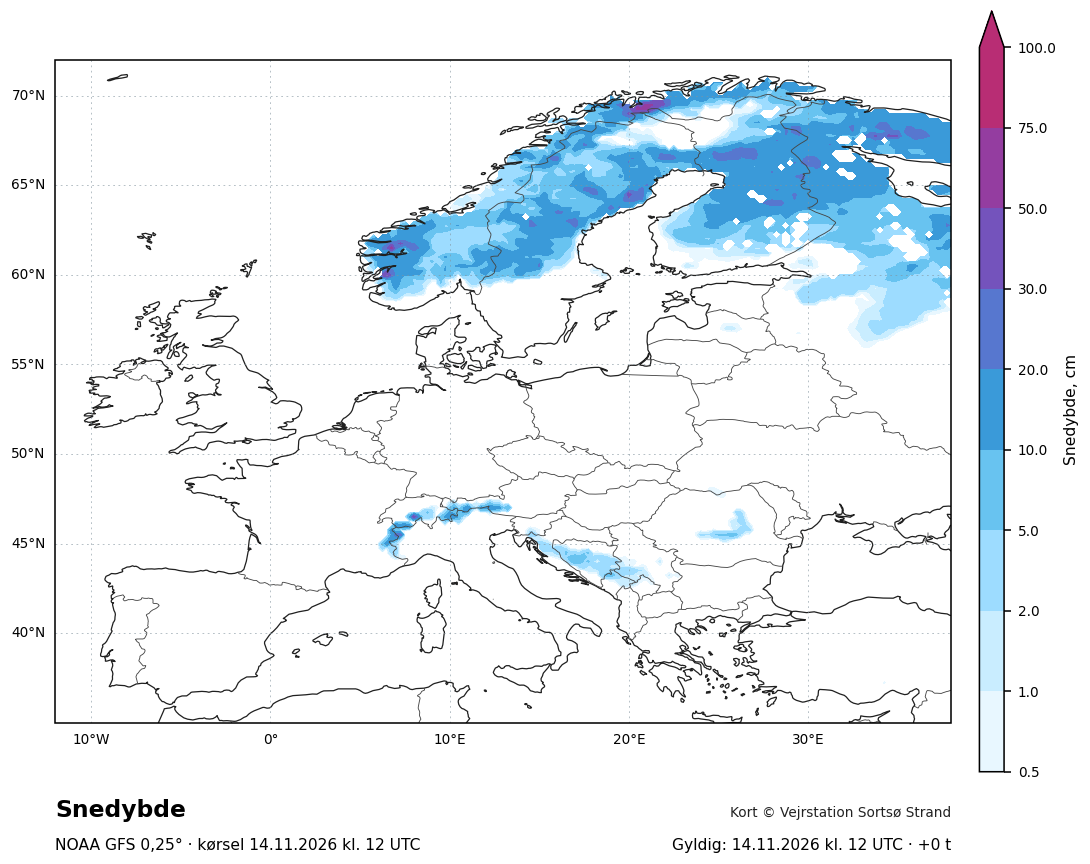 100.0
75.0
50.0
30.0
20.0
10.0
5.0
2.0
1.0
0.5
Snedybde, cm
70°N
65°N
60°N
55°N
50°N
45°N
40°N
10°W
0°
10°E
20°E
30°E
Snedybde
Kort © Vejrstation Sortsø Strand
NOAA GFS 0,25° · kørsel 14.11.2026 kl. 12 UTC
Gyldig: 14.11.2026 kl. 12 UTC · +0 t